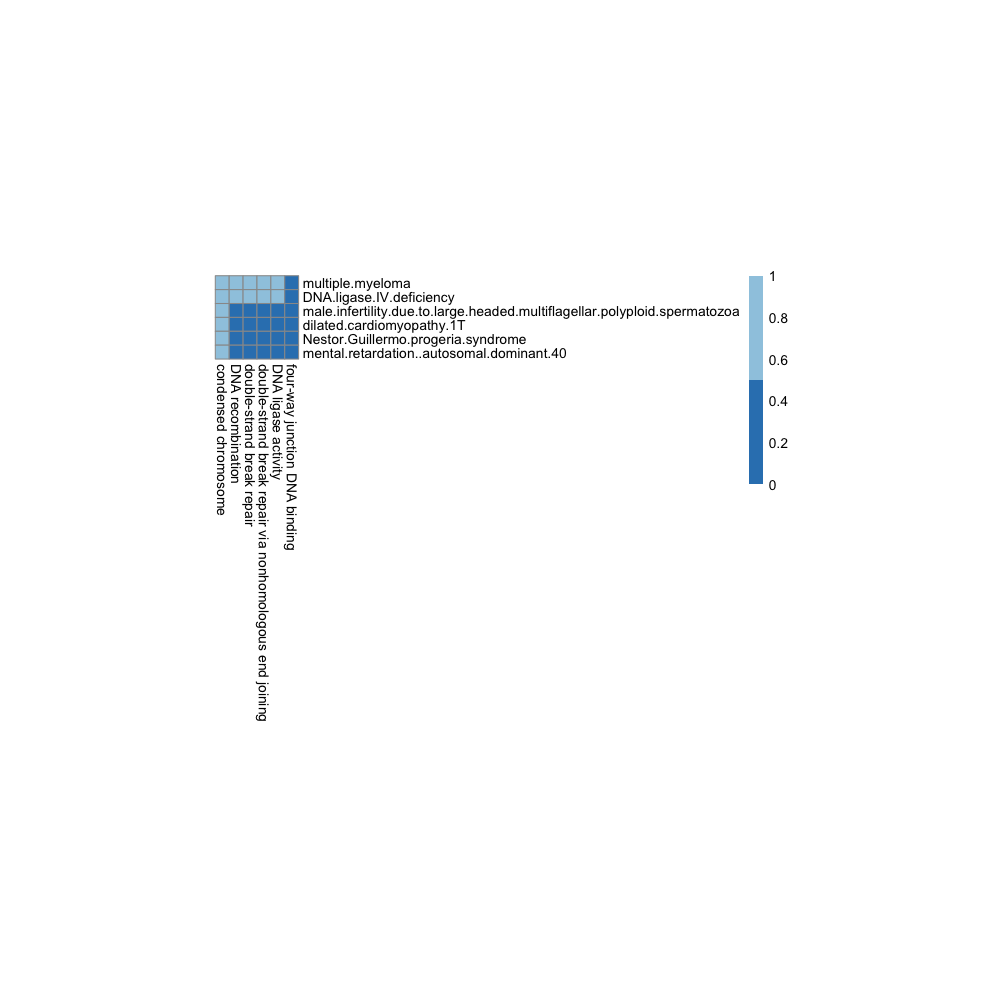 multiple.myeloma
DNA.ligase.IV.deficiency
male.infertility.due.to.large.headed.multiflagellar.polyploid.spermatozoa
dilated.cardiomyopathy.1T
Nestor.Guillermo.progeria.syndrome
mental.retardation..autosomal.dominant.40
condensed chromosome
DNA recombination
double-strand break repair
double-strand break repair via nonhomologous end joining
DNA ligase activity
four-way junction DNA binding
1
0.8
0.6
0.4
0.2
0